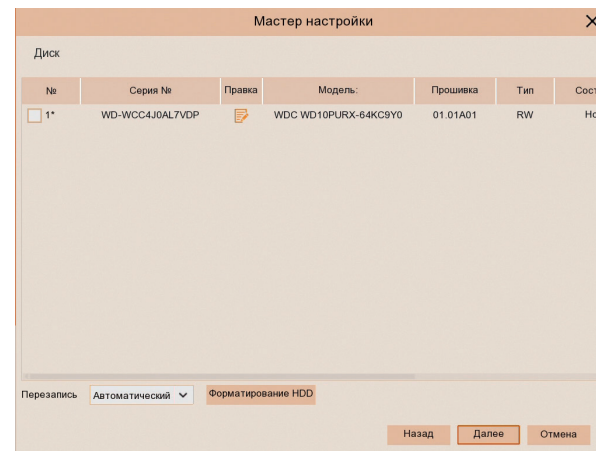 Мастер настройки
Диск
№ Серия № Правка Модель: Прошивка Тип Сост
1* WD-WCC4J0AL7VDP WDC WD10PURX-64KC9Y0 01.01A01 RW Но
Перезапись Автоматический Форматирование HDD
Назад Далее Отмена